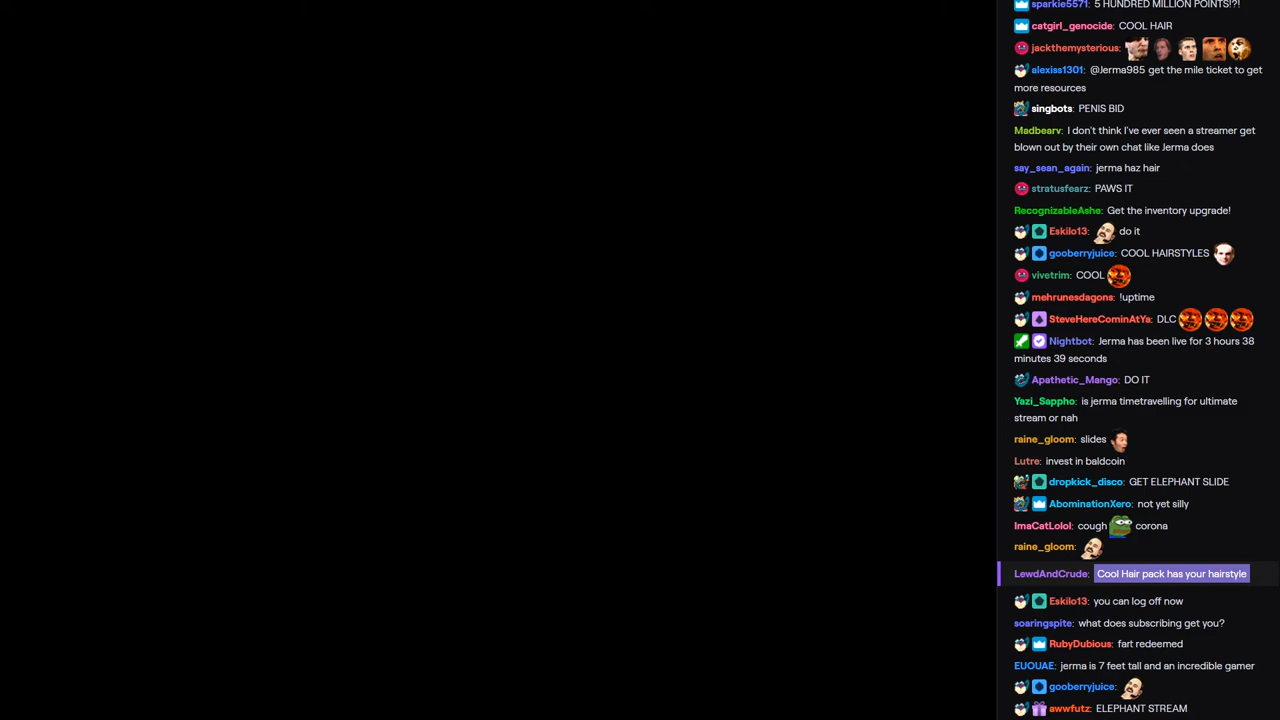 sparkie5571: 5 HUNDRED MILLION POINTS!?!
catgirl_genocide: COOL HAIR
jackthemysterious:
alexiss1301: @Jerma985 get the mile ticket to get
more resources
singbots: PENIS BID
Madbearv: I don't think I've ever seen a streamer get
blown out by their own chat like Jerma does
say_sean_again: jerma haz hair
stratusfearz: PAWS IT
RecognizableAshe: Get the inventory upgrade!
Eskilo13: do it
gooberryjuice: COOL HAIRSTYLES
vivetrim: COOL
mehrunesdagons: !uptime
SteveHereCominAtYa: DLC
Nightbot: Jerma has been live for 3 hours 38
minutes 39 seconds
Apathetic_Mango: DO IT
Yazi_Sappho: is jerma timetravelling for ultimate
stream or nah
raine_gloom: slides
Lutre: invest in baldcoin
dropkick_disco: GET ELEPHANT SLIDE
AbominationXero: not yet silly
ImaCatLolol: cough corona
raine_gloom:
LewdAndCrude: Cool Hair pack has your hairstyle
Eskilo13: you can log off now
soaringspite: what does subscribing get you?
RubyDubious: fart redeemed
EUOUAE: jerma is 7 feet tall and an incredible gamer
gooberryjuice:
awwfutz: ELEPHANT STREAM